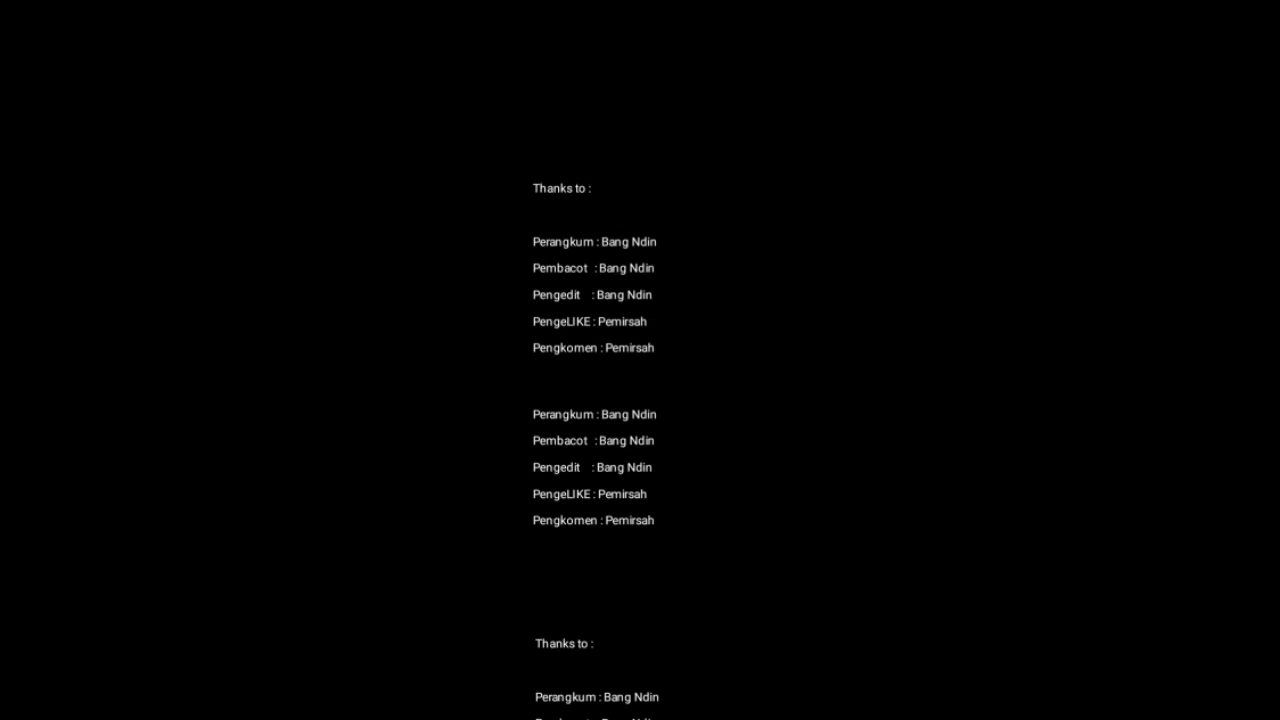 Thanks to :
Perangkum : Bang Ndin
Pembacot : Bang Ndin
Pengedit : Bang Ndin
PengeLIKE : Pemirsah
Pengkomen : Pemirsah
Perangkum : Bang Ndin
Pembacot : Bang Ndin
Pengedit : Bang Ndin
PengeLIKE : Pemirsah
Pengkomen : Pemirsah
Thanks to :
Perangkum : Bang Ndin